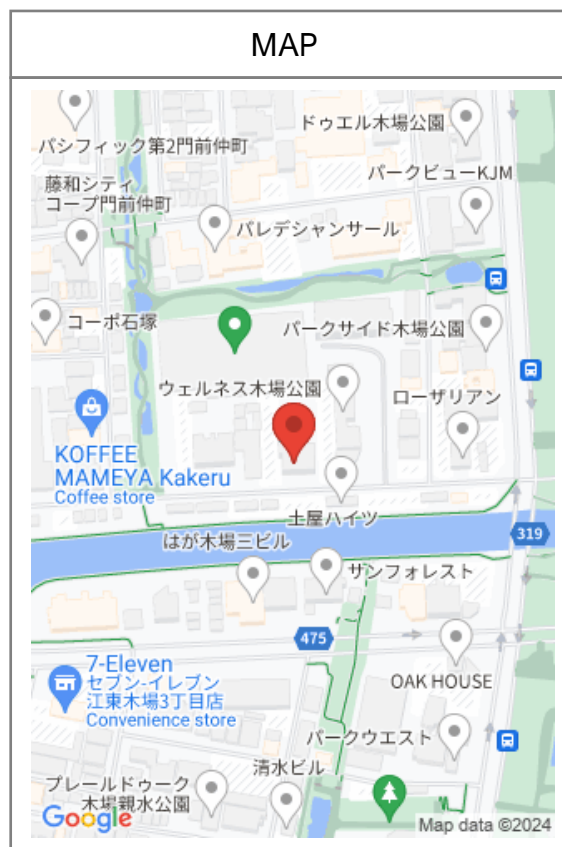 MAP
ドゥエル木場公園
パシフィック第2門前仲町
パークビューKJM
藤和シティ
コープ門前仲町
パレデシャンサール
コーポ石塚
パークサイド木場公園
ウェルネス木場公園
ローザリアン
KOFFEE
MAMEYA Kakeru
Coffee store
土屋ハイツ
319
はが木場三ビル
サンフォレスト
475
7-Eleven
セブン-イレブン
江東木場3丁目店
Convenience store
OAK HOUSE
パークウエスト
清水ビル
プレールドゥーク
木場親水公園
Google
Map data ©2024